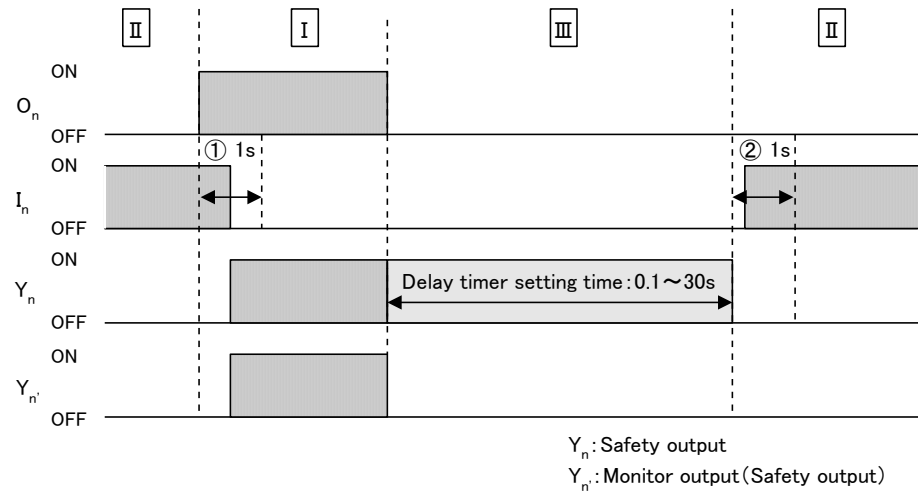 Ⅱ Ⅰ Ⅲ Ⅱ
ON
On
OFF
① 1s ② 1s
ON
In
OFF
ON
Delay timer setting time:0.1～30s
Yn
OFF
ON
Yn'
OFF
Yn:Safety output
Yn':Monitor output(Safety output)